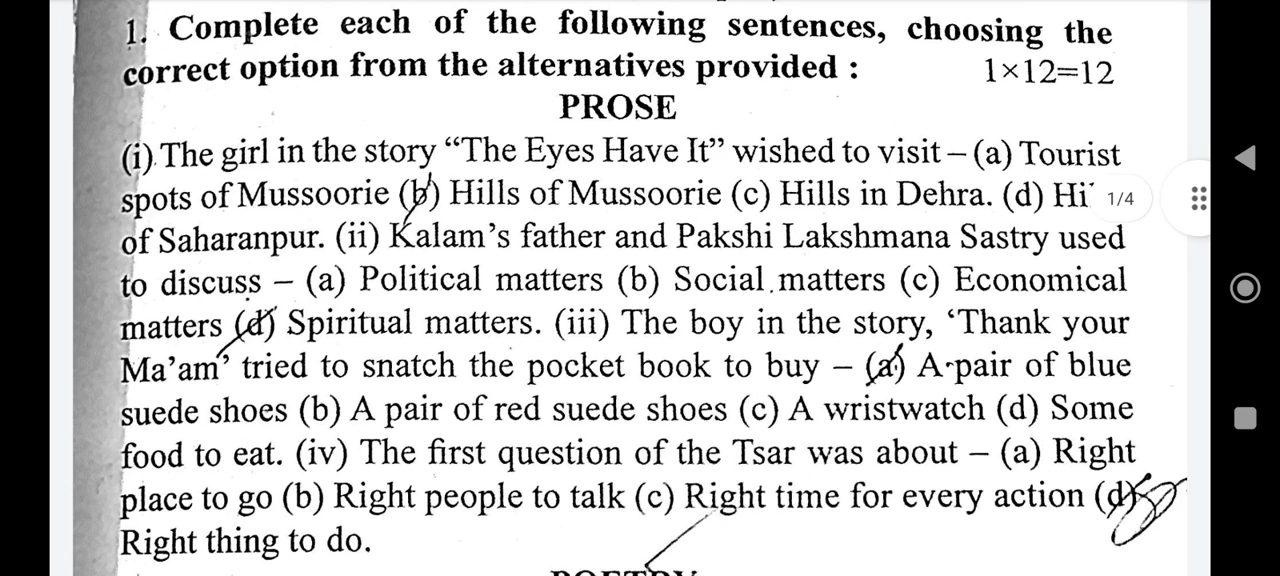 1. Complete each of the following sentences, choosing the
correct option from the alternatives provided : 1×12=12
PROSE
(i) The girl in the story “The Eyes Have It” wished to visit – (a) Tourist
spots of Mussoorie (b) Hills of Mussoorie (c) Hills in Dehra. (d)
1/4
of Saharanpur. (ii) Kalam’s father and Pakshi Lakshmana Sastry used
to discuss – (a) Political matters (b) Social matters (c) Economical
matters (d) Spiritual matters. (iii) The boy in the story, ‘Thank your
Ma’am’ tried to snatch the pocket book to buy – (a) A pair of blue
suede shoes (b) A pair of red suede shoes (c) A wristwatch (d) Some
food to eat. (iv) The first question of the Tsar was about – (a) Right
place to go (b) Right people to talk (c) Right time for every action (d)
Right thing to do.
POETRY